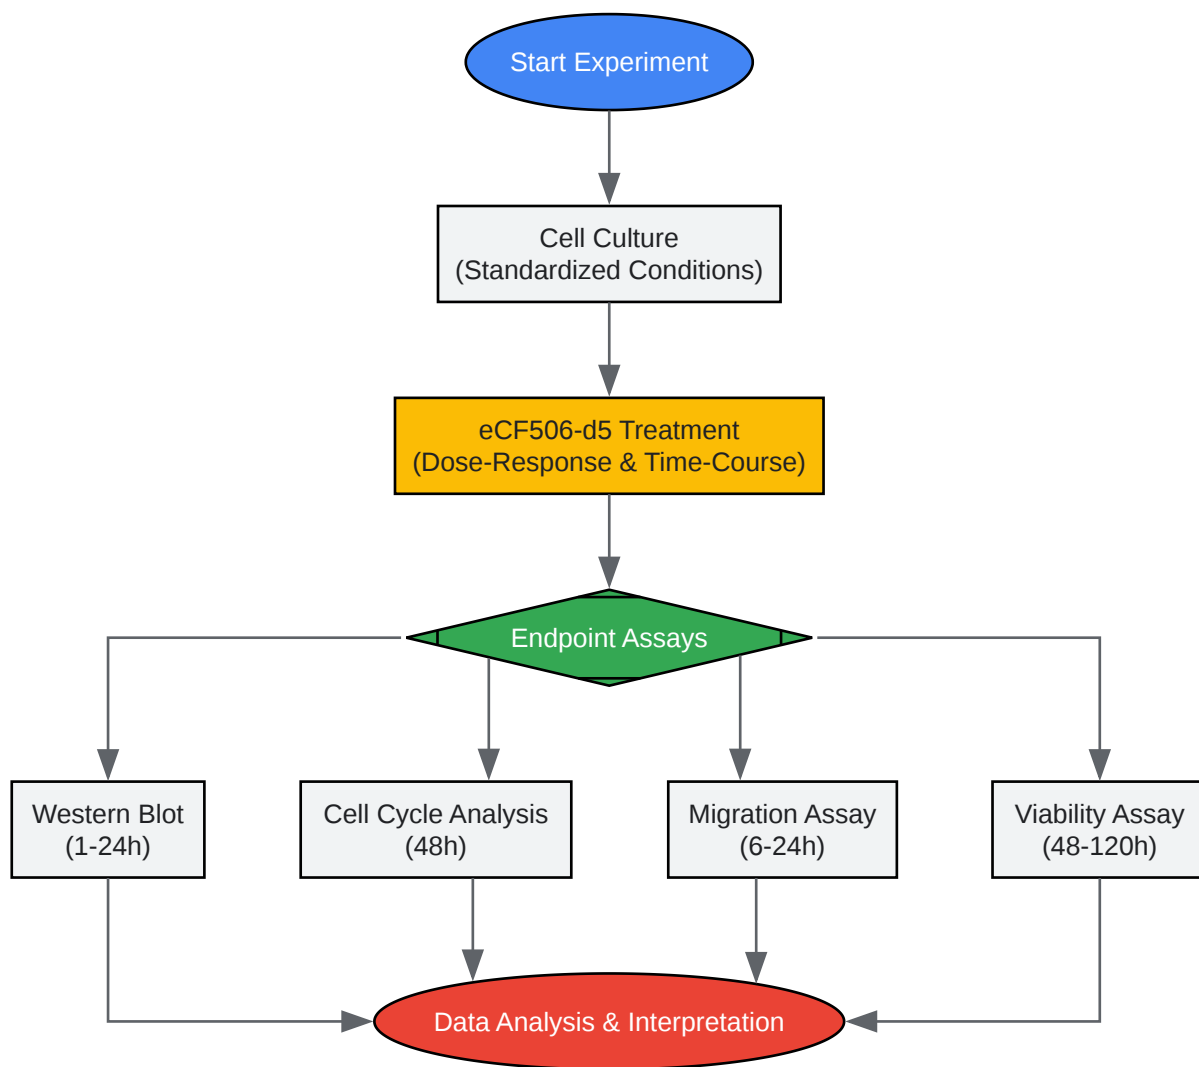 Start Experiment
Cell Culture
(Standardized Conditions)
eCF506-d5 Treatment
(Dose-Response & Time-Course)
Endpoint Assays
Western Blot
(1-24h)
Cell Cycle Analysis
(48h)
Migration Assay
(6-24h)
Viability Assay
(48-120h)
Data Analysis & Interpretation